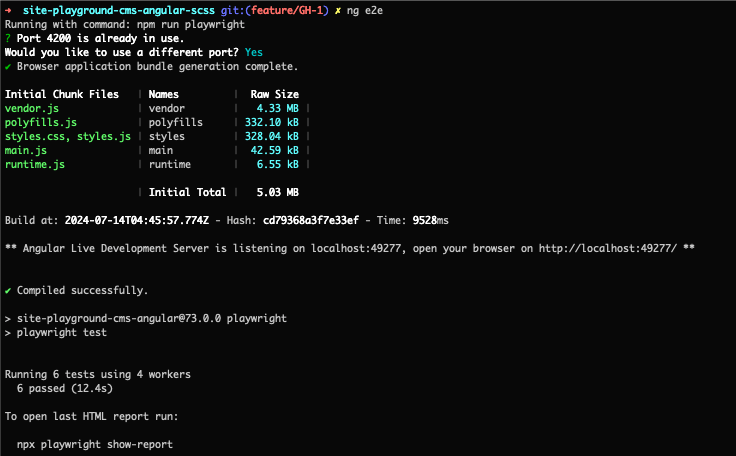 ➜  site-playground-cms-angular-scss git:(feature/GH-1) ✗ ng e2e
Running with command: npm run playwright
? Port 4200 is already in use.
Would you like to use a different port? Yes
✔ Browser application bundle generation complete.
Initial Chunk Files   | Names         |  Raw Size
vendor.js             | vendor        |   4.33 MB |
polyfills.js          | polyfills     | 332.10 kB |
styles.css, styles.js | styles        | 328.04 kB |
main.js               | main          |  42.59 kB |
runtime.js            | runtime       |   6.55 kB |
                      | Initial Total |   5.03 MB
Build at: 2024-07-14T04:45:57.774Z - Hash: cd79368a3f7e33ef - Time: 9528ms
** Angular Live Development Server is listening on localhost:49277, open your browser on http://localhost:49277/ **
✔ Compiled successfully.
> site-playground-cms-angular@73.0.0 playwright
> playwright test
Running 6 tests using 4 workers
  6 passed (12.4s)
To open last HTML report run:
  npx playwright show-report